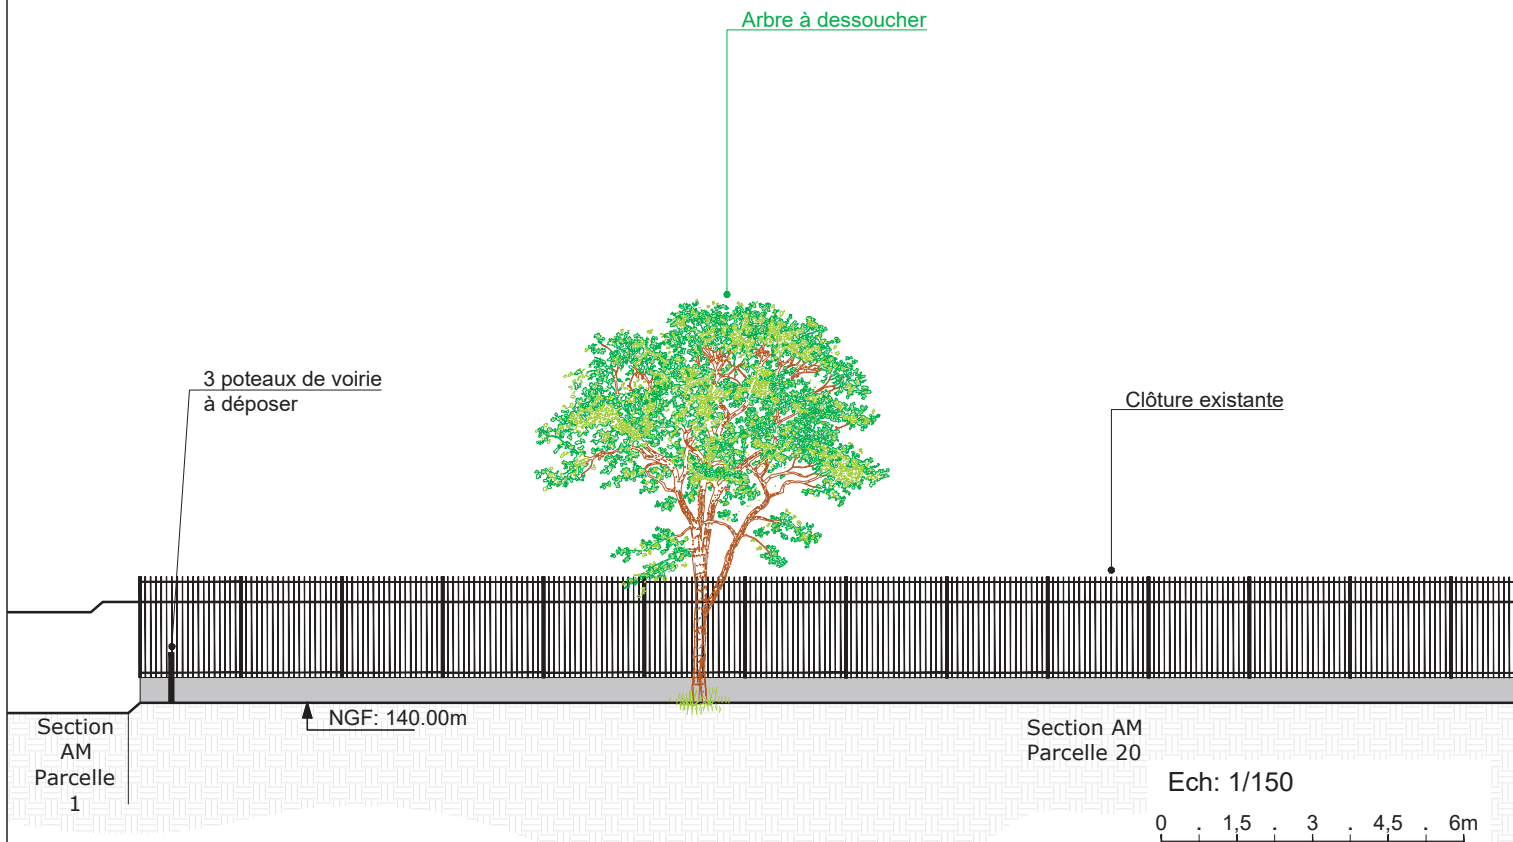 Arbre à dessoucher
3 poteaux de voirie
à déposer
Clôture existante
NGF: 140.00m
Section
AM
Parcelle
1
Section AM
Parcelle 20
Ech: 1/150
0 . 1,5 . 3 . 4,5 . 6m